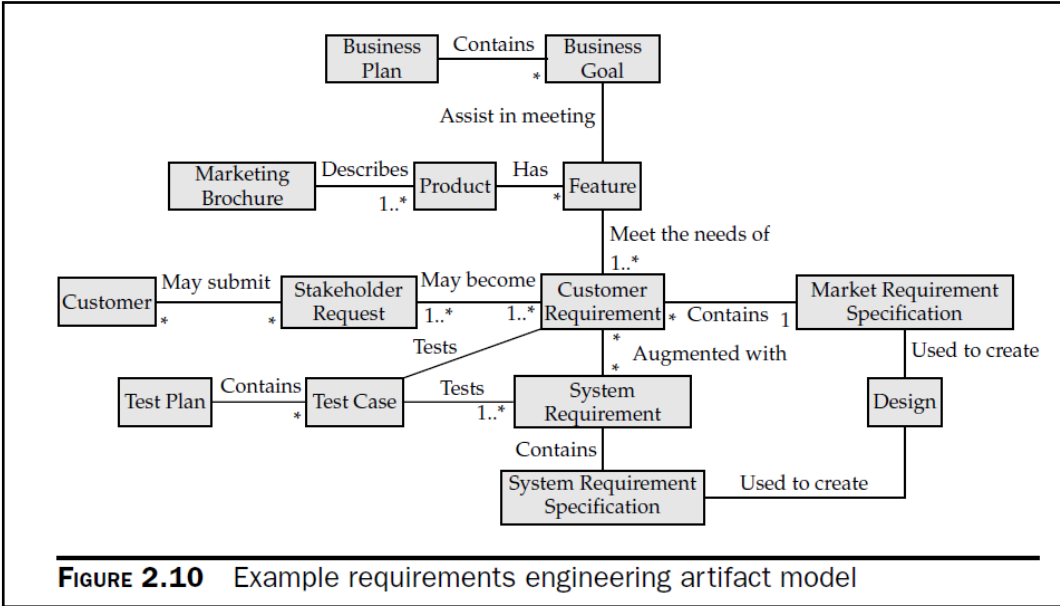 Business
Plan
Contains
*
Business
Goal
Assist in meeting
Marketing
Brochure
Describes
1..*
Product
Has
*
Feature
Meet the needs of
1..*
Customer
May submit
*
*
Stakeholder
Request
May become
1..*
1..*
Customer
Requirement
*
Contains
1
Market Requirement
Specification
Tests
*
Augmented with
*
Used to create
Test Plan
Contains
*
Test Case
Tests
1..*
System
Requirement
Design
Contains
System Requirement
Specification
Used to create
FIGURE 2.10 Example requirements engineering artifact model